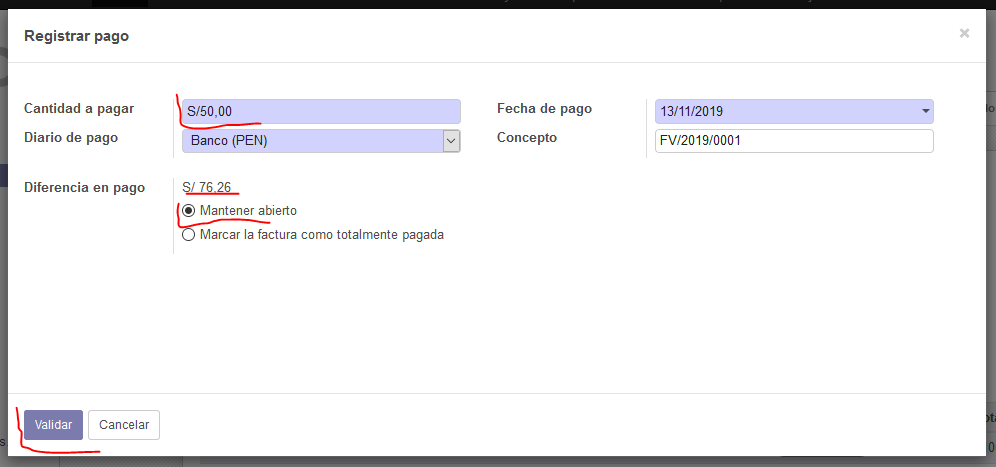 Registrar pago ×
Cantidad a pagar S/50,00 Fecha de pago 13/11/2019
Diario de pago Banco (PEN) Concepto FV/2019/0001
Diferencia en pago S/ 76,26
Mantener abierto
Marcar la factura como totalmente pagada
Validar Cancelar